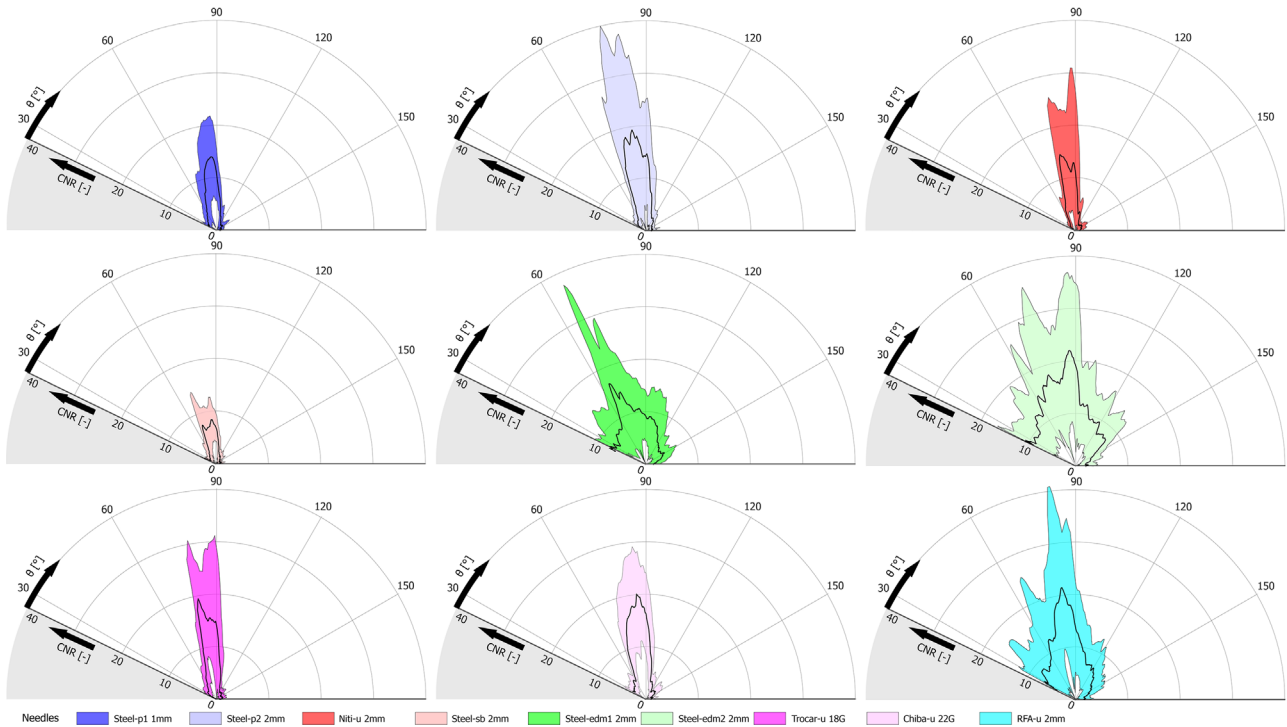 90 90 90
60 120 60 120 60 120
θ [°] θ [°] θ [°]
30 150 30 150 30 150
40 40 40
CNR [-] 20 CNR [-] 20 CNR [-] 20
10 10 10
0 0 0
90 90 90
60 120 60 120 60 120
θ [°] θ [°] θ [°]
30 150 30 150 30 150
40 40 40
CNR [-] 20 CNR [-] 20 CNR [-] 20
10 10 10
0 0 0
90 90 90
60 120 60 120 60 120
θ [°] θ [°] θ [°]
30 150 30 150 30 150
40 40 40
CNR [-] 20 CNR [-] 20 CNR [-] 20
10 10 10
0 0 0
Needles Steel-p1 1mm Steel-p2 2mm Niti-u 2mm Steel-sb 2mm Steel-edm1 2mm Steel-edm2 2mm Trocar-u 18G Chiba-u 22G RFA-u 2mm